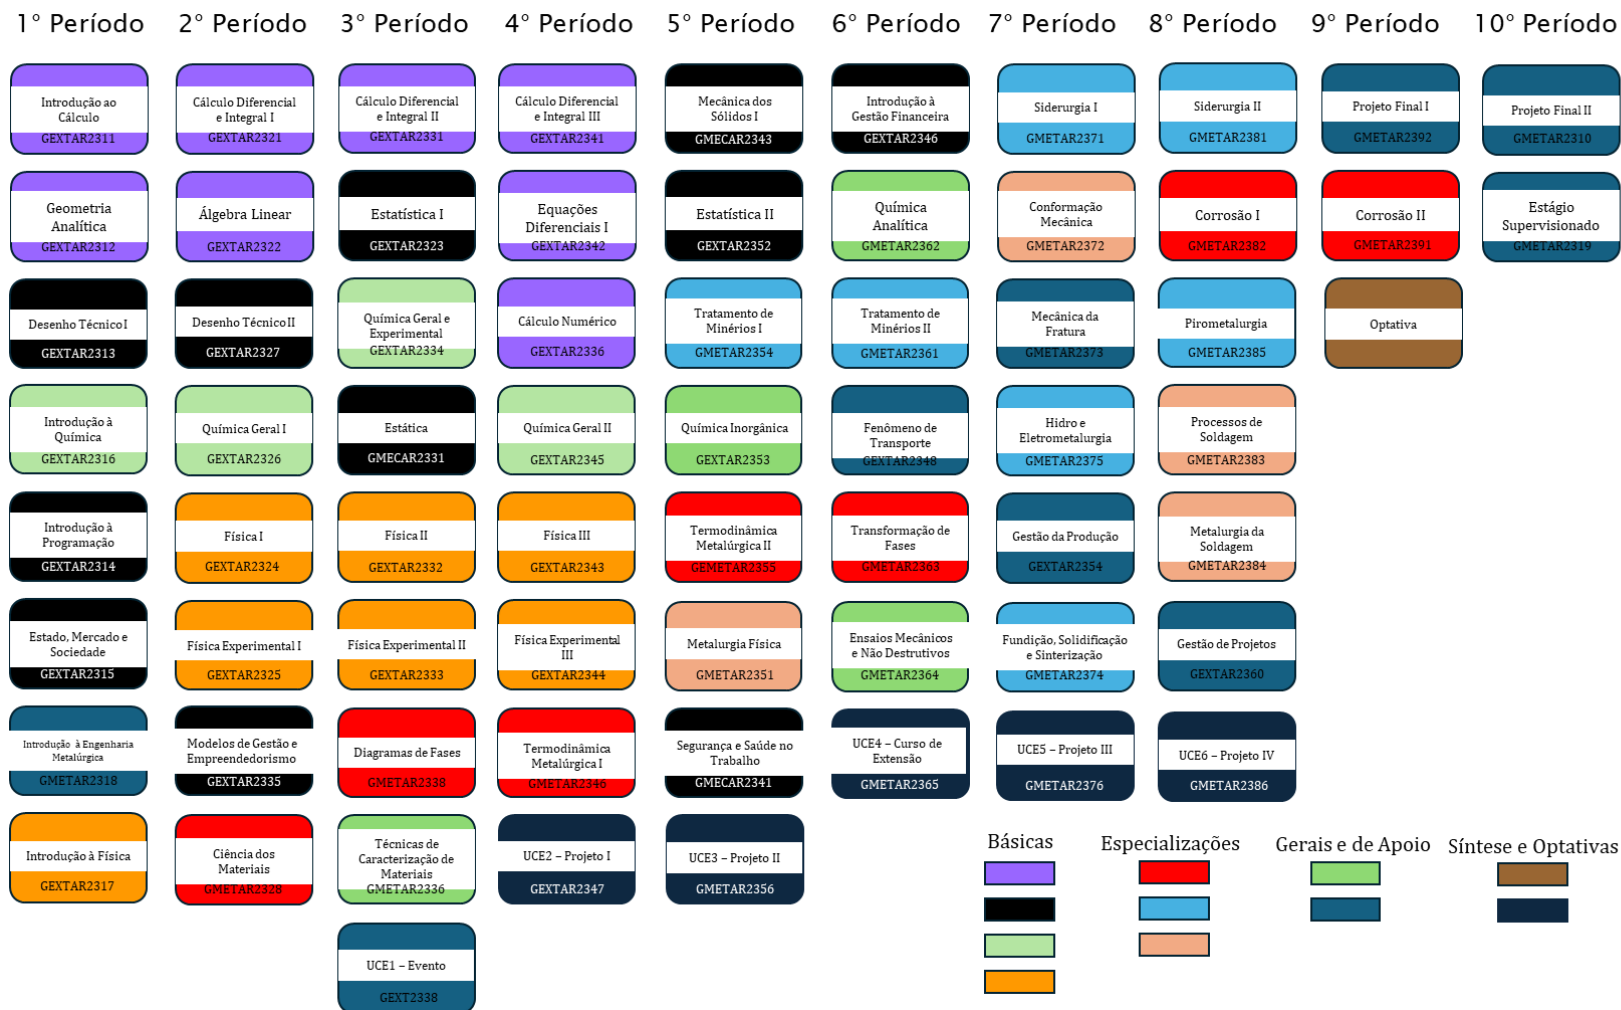 1° Período
2° Período
3° Período
4° Período
5° Período
6° Período
7° Período
8° Período
9° Período
10° Período
Introdução ao
Cálculo
GEXTAR2311
Cálculo Diferencial
e Integral I
GEXTAR2321
Cálculo Diferencial
e Integral II
GEXTAR2331
Cálculo Diferencial
e Integral III
GEXTAR2341
Mecânica dos
Sólidos I
GMECAR2343
Introdução à
Gestão Financeira
GEXTAR2346
Siderurgia I
GMETAR2371
Siderurgia II
GMETAR2381
Projeto Final I
GMETAR2392
Projeto Final II
GMETAR2310
Geometria
Analítica
GEXTAR2312
Álgebra Linear
GEXTAR2322
Estatística I
GEXTAR2323
Equações
Diferenciais I
GEXTAR2342
Estatística II
GEXTAR2352
Química
Analítica
GMETAR2362
Conformação
Mecânica
GMETAR2372
Corrosão I
GMETAR2382
Corrosão II
GMETAR2391
Estágio
Supervisionado
GMETAR2319
Desenho Técnico I
GEXTAR2313
Desenho Técnico II
GEXTAR2327
Química Geral e
Experimental
GEXTAR2334
Cálculo Numérico
GEXTAR2336
Tratamento de
Minérios I
GMETAR2354
Tratamento de
Minérios II
GMETAR2361
Mecânica da
Fratura
GMETAR2373
Pirometalurgia
GMETAR2385
Optativa
Introdução à
Química
GEXTAR2316
Química Geral I
GEXTAR2326
Estática
GMECAR2331
Química Geral II
GEXTAR2345
Química Inorgânica
GEXTAR2353
Fenômeno de
Transporte
GEXTAR2348
Hidro e
Eletrometalurgia
GMETAR2375
Processos de
Soldagem
GMETAR2383
Introdução à
Programação
GEXTAR2314
Física I
GEXTAR2324
Física II
GEXTAR2332
Física III
GEXTAR2343
Termodinâmica
Metalúrgica II
GEMETAR2355
Transformação de
Fases
GMETAR2363
Gestão da Produção
GEXTAR2354
Metalurgia da
Soldagem
GMETAR2384
Estado, Mercado e
Sociedade
GEXTAR2315
Física Experimental I
GEXTAR2325
Física Experimental II
GEXTAR2333
Física Experimental
III
GEXTAR2344
Metalurgia Física
GMETAR2351
Ensaios Mecânicos
e Não Destrutivos
GMETAR2364
Fundição, Solidificação
e Sinterização
GMETAR2374
Gestão de Projetos
GEXTAR2360
Introdução à Engenharia
Metalúrgica
GMETAR2318
Modelos de Gestão e
Empreendedorismo
GEXTAR2335
Diagramas de Fases
GMETAR2338
Termodinâmica
Metalúrgica I
GMETAR2346
Segurança e Saúde no
Trabalho
GMECAR2341
UCE4 – Curso de
Extensão
GMETAR2365
UCE5 – Projeto III
GMETAR2376
UCE6 – Projeto IV
GMETAR2386
Introdução à Física
GEXTAR2317
Ciência dos
Materiais
GMETAR2328
Técnicas de
Caracterização de
Materiais
GMETAR2336
UCE2 – Projeto I
GEXTAR2347
UCE3 – Projeto II
GMETAR2356
UCE1 – Evento
GEXT2338
Básicas
Especializações
Gerais e de Apoio
Síntese e Optativas